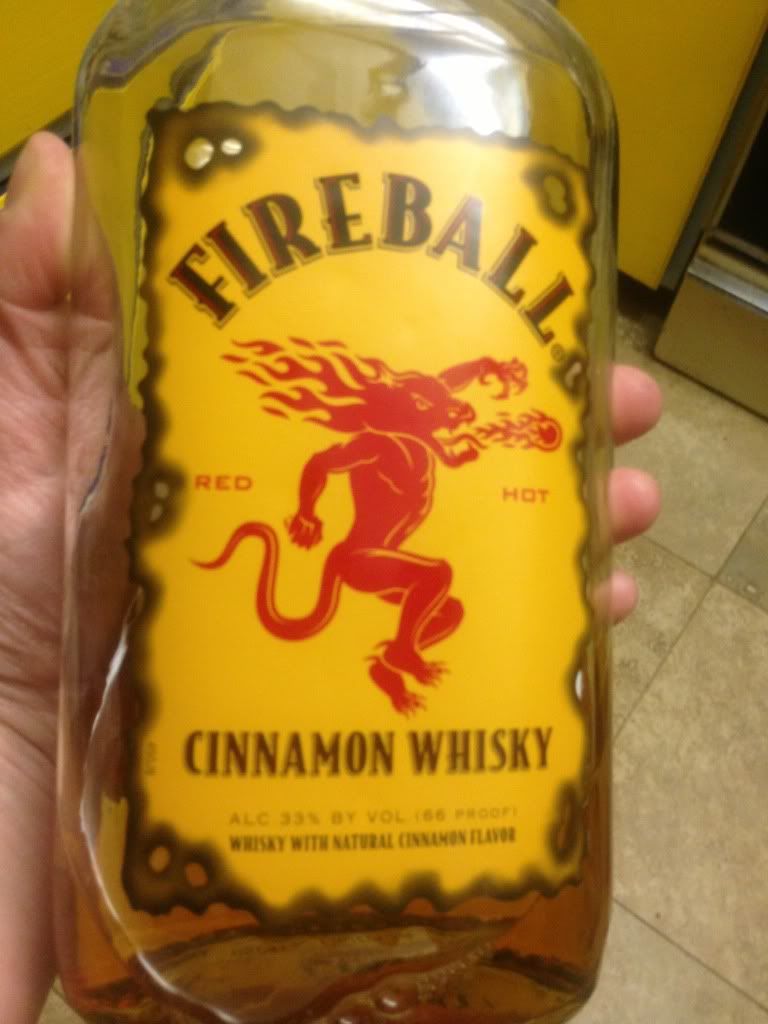 FIREBALL®
RED HOT
CINNAMON WHISKY
ALC 33% BY VOL (66 PROOF)
WHISKY WITH NATURAL CINNAMON FLAVOR